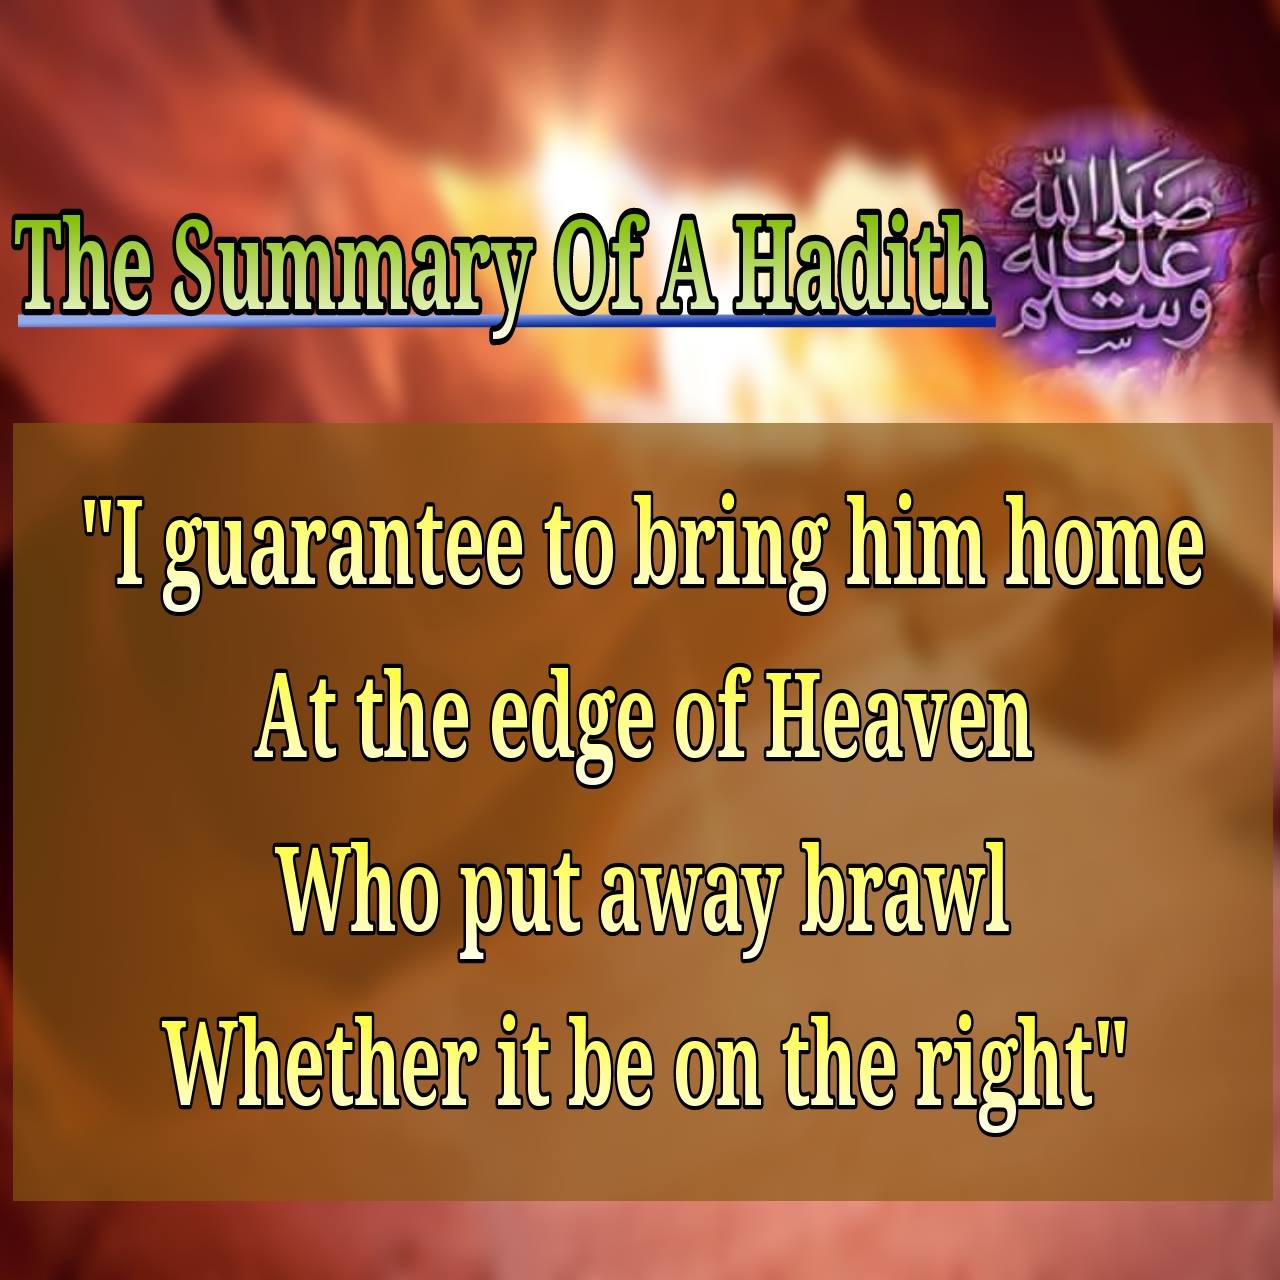 The Summary Of A Hadith
صلى الله
عليه
وسلم
"I guarantee to bring him home
At the edge of Heaven
Who put away brawl
Whether it be on the right"